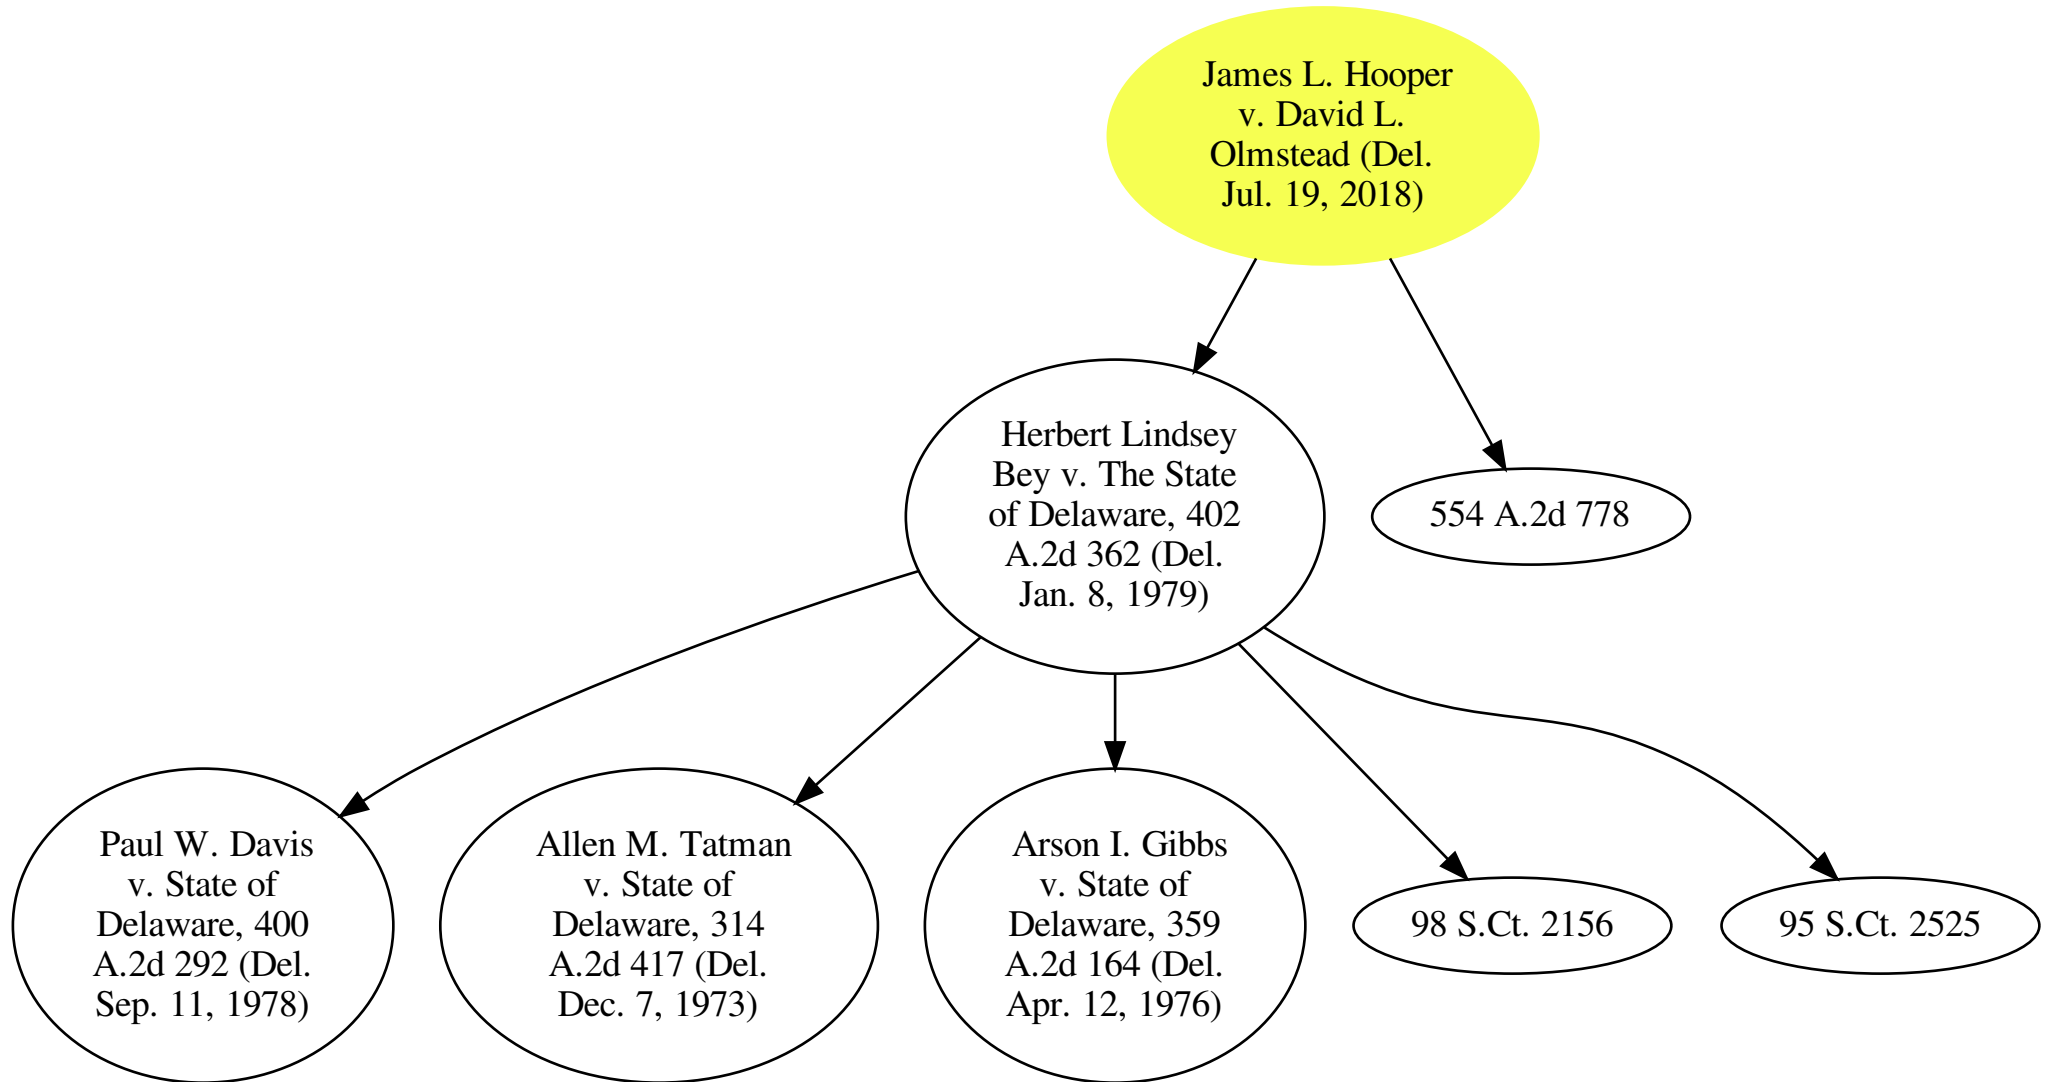 James L. Hooper
v. David L.
Olmstead (Del.
Jul. 19, 2018)
Herbert Lindsey
Bey v. The State
of Delaware, 402
A.2d 362 (Del.
Jan. 8, 1979)
554 A.2d 778
Paul W. Davis
v. State of
Delaware, 400
A.2d 292 (Del.
Sep. 11, 1978)
Allen M. Tatman
v. State of
Delaware, 314
A.2d 417 (Del.
Dec. 7, 1973)
Arson I. Gibbs
v. State of
Delaware, 359
A.2d 164 (Del.
Apr. 12, 1976)
98 S.Ct. 2156
95 S.Ct. 2525